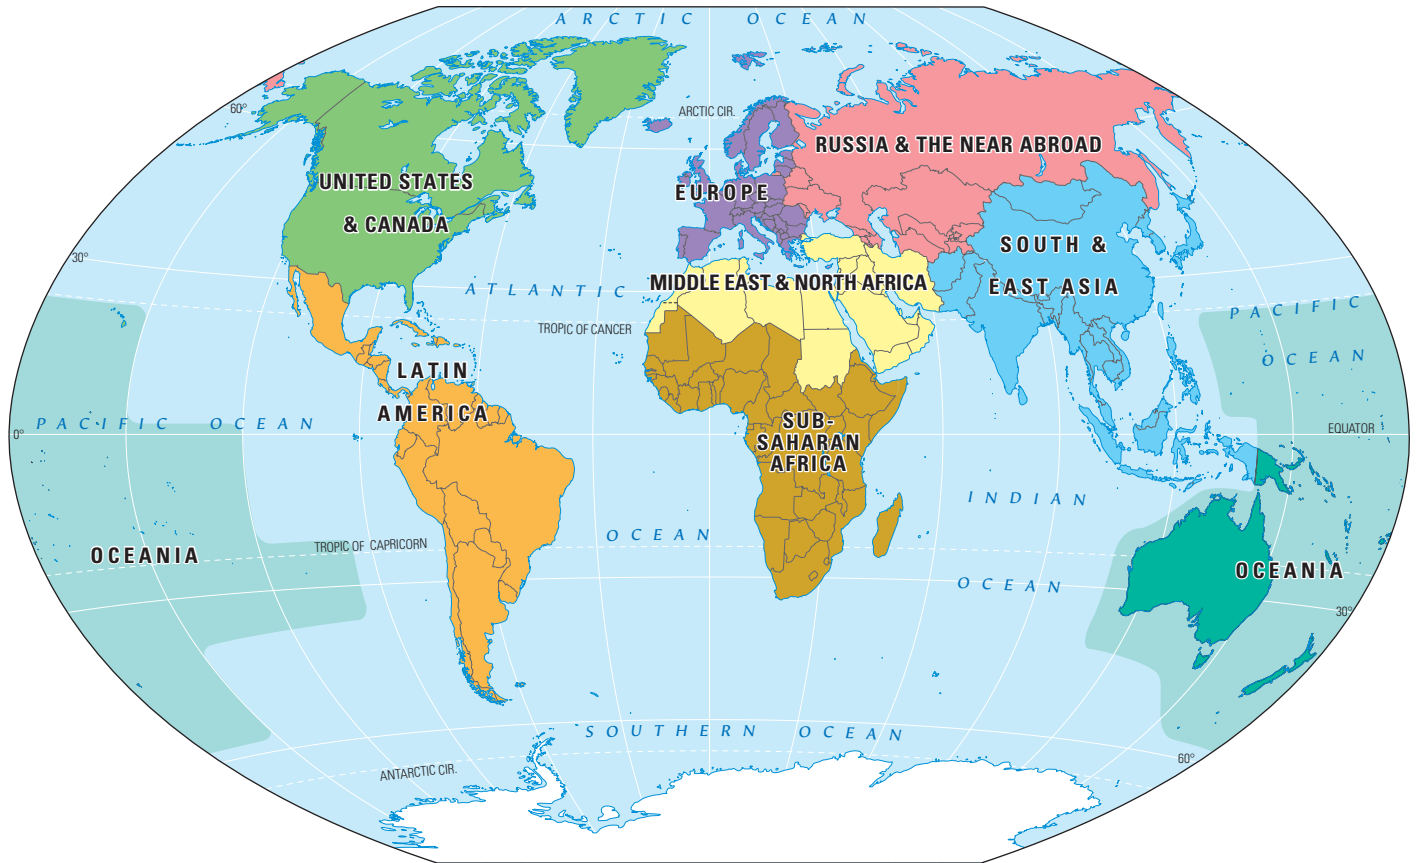 ARCTIC OCEAN
60°
ARCTIC CIR.
RUSSIA & THE NEAR ABROAD
UNITED STATES
& CANADA
EUROPE
SOUTH &
EAST ASIA
30°
ATLANTIC
MIDDLE EAST & NORTH AFRICA
TROPIC OF CANCER
PACIFIC
OCEAN
LATIN
AMERICA
PACIFIC OCEAN
0°
SUB-
SAHARAN
AFRICA
EQUATOR
INDIAN
OCEAN
OCEAN
TROPIC OF CAPRICORN
OCEANIA
OCEANIA
30°
SOUTHERN OCEAN
ANTARCTIC CIR.
60°